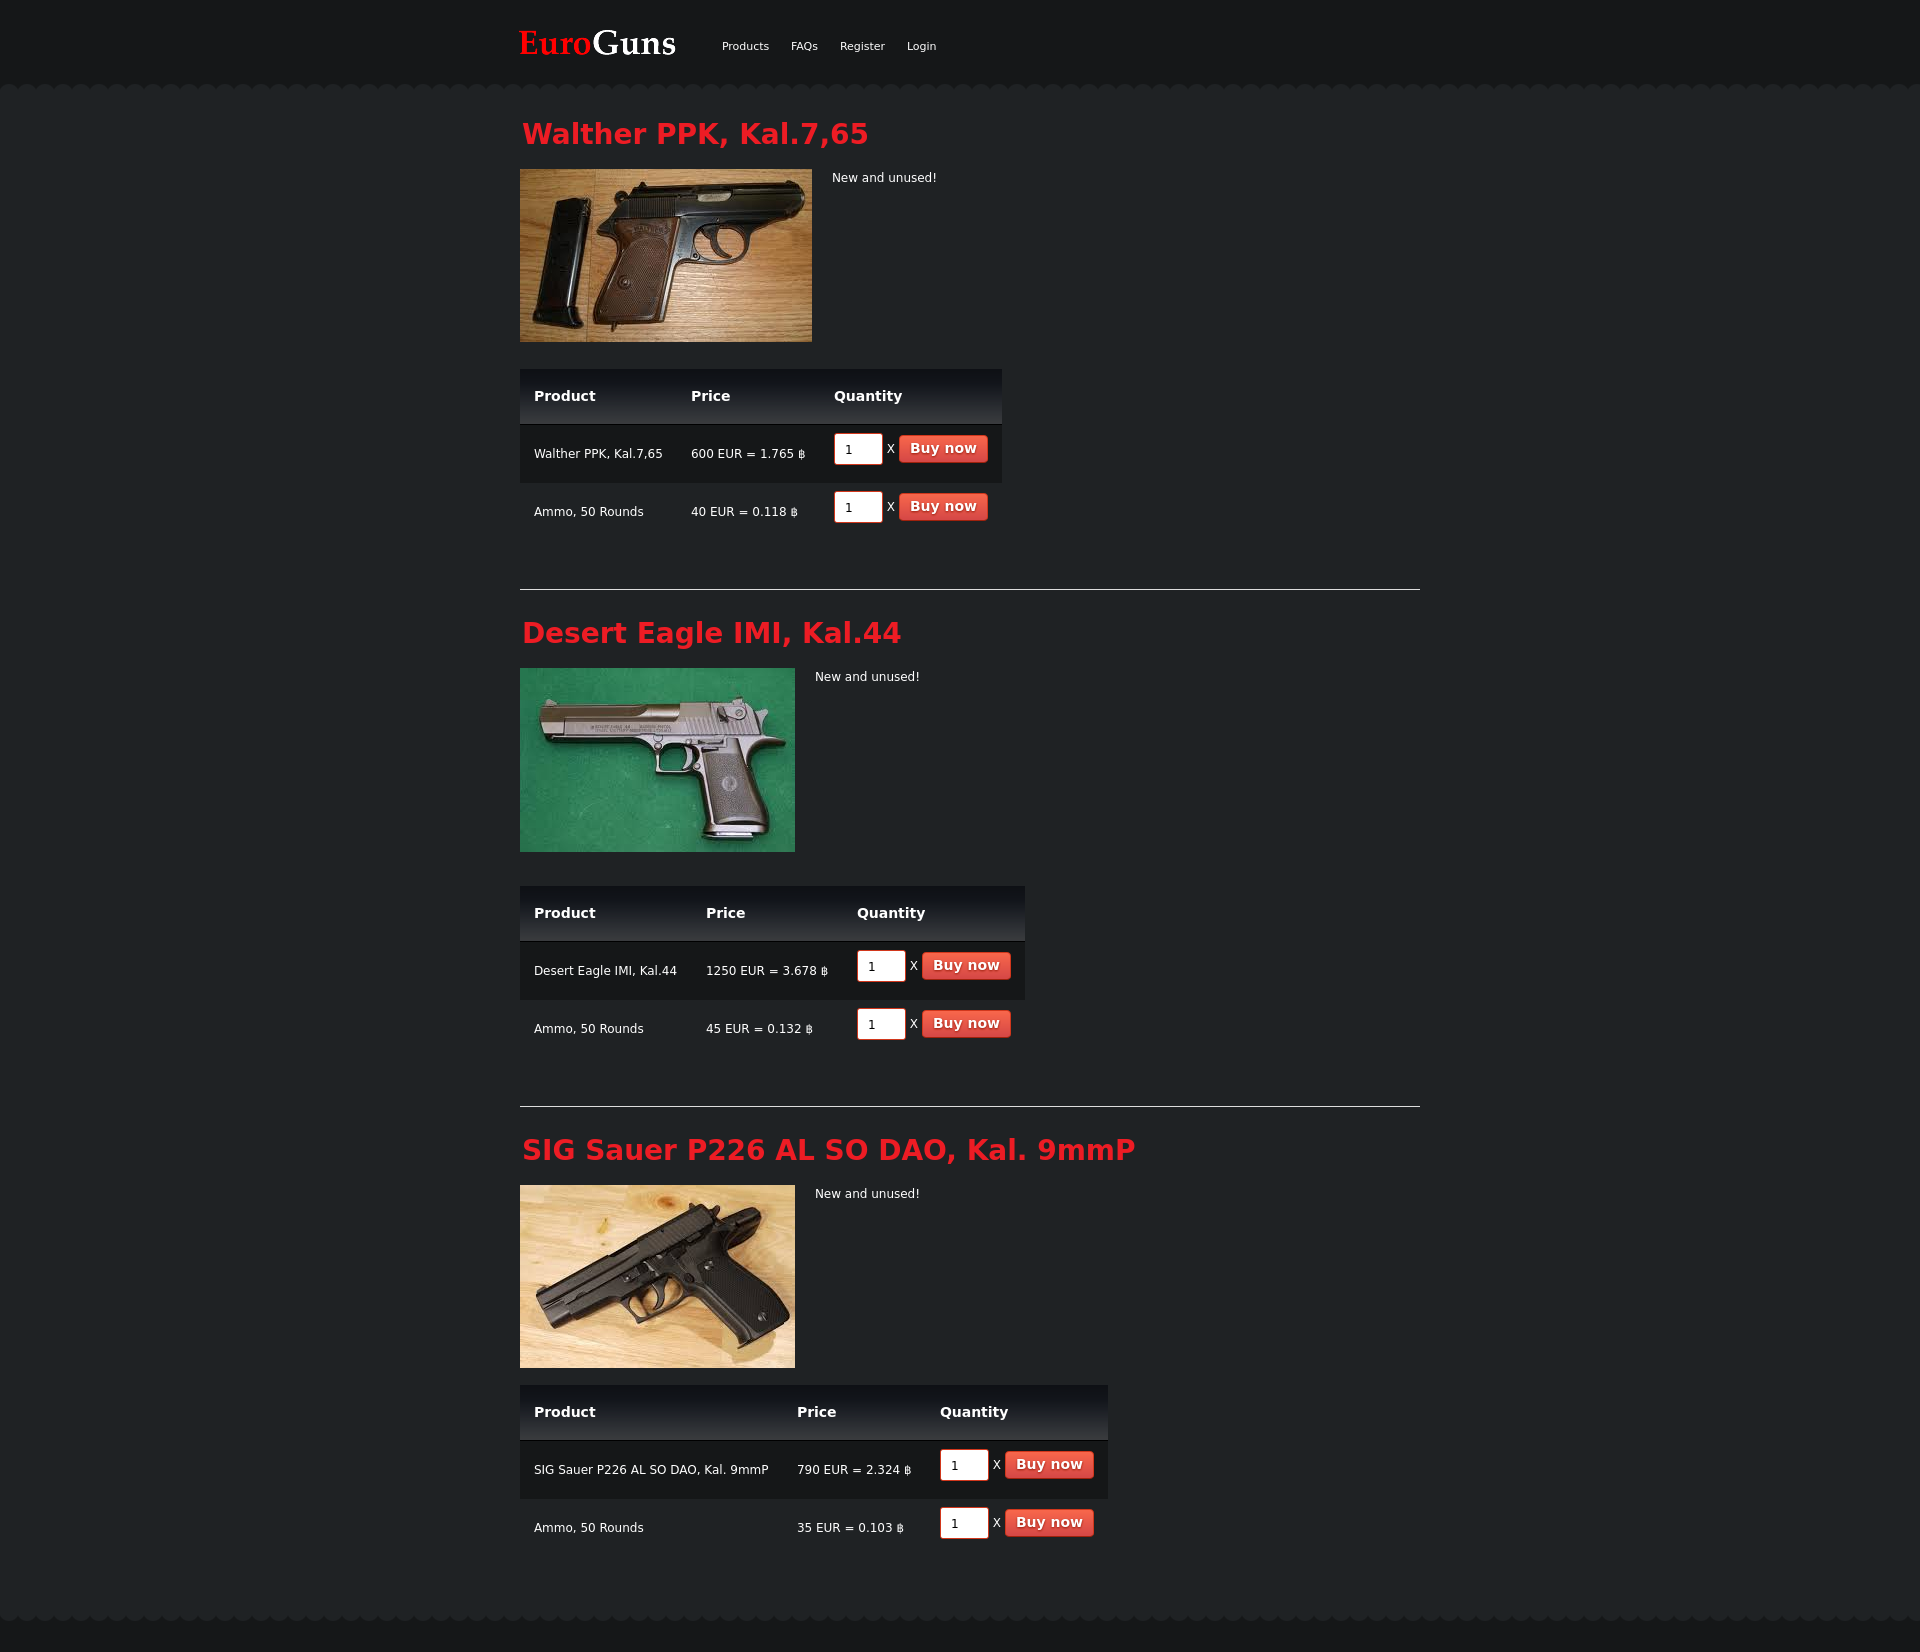 EuroGuns Products FAQs Register Login
Walther PPK, Kal.7,65
New and unused!
Product Price Quantity
Walther PPK, Kal.7,65 600 EUR = 1.765 ฿ 1 X Buy now
Ammo, 50 Rounds 40 EUR = 0.118 ฿ 1 X Buy now
Desert Eagle IMI, Kal.44
New and unused!
Product Price Quantity
Desert Eagle IMI, Kal.44 1250 EUR = 3.678 ฿ 1 X Buy now
Ammo, 50 Rounds 45 EUR = 0.132 ฿ 1 X Buy now
SIG Sauer P226 AL SO DAO, Kal. 9mmP
New and unused!
Product Price Quantity
SIG Sauer P226 AL SO DAO, Kal. 9mmP 790 EUR = 2.324 ฿ 1 X Buy now
Ammo, 50 Rounds 35 EUR = 0.103 ฿ 1 X Buy now